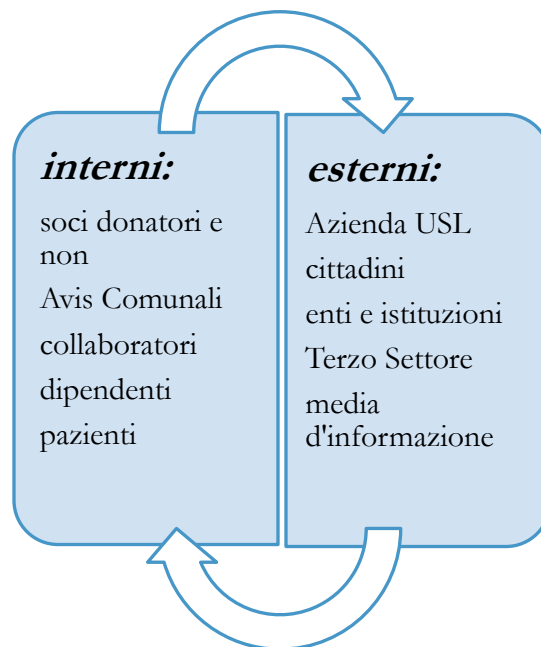 interni:
soci donatori e
non
Avis Comunali
collaboratori
dipendenti
pazienti
esterni:
Azienda USL
cittadini
enti e istituzioni
Terzo Settore
media
d'informazione